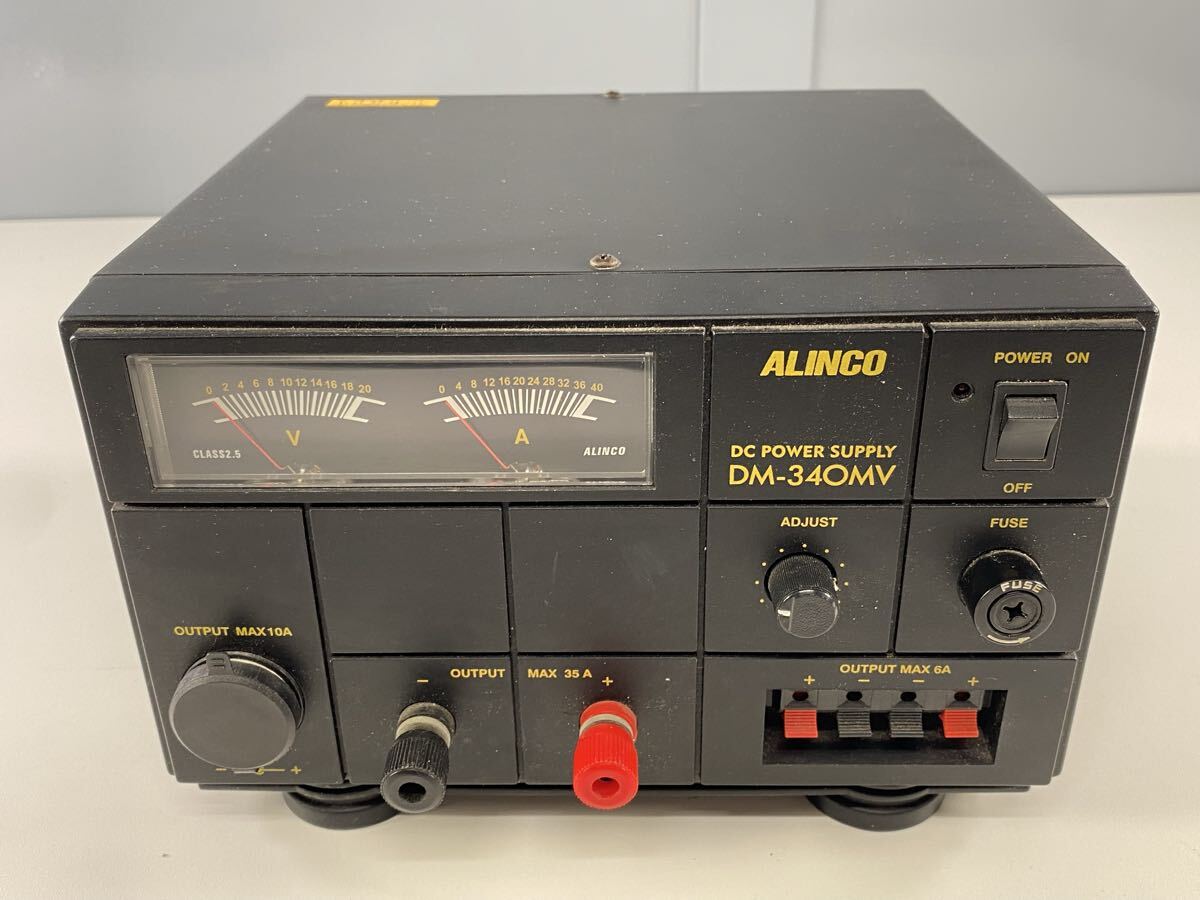 0 2 4 6 8 10 12 14 16 18 20
0 4 8 12 16 20 24 28 32 36 40
V
A
CLASS2.5
ALINCO
ALINCO
DC POWER SUPPLY
DM-340MV
POWER ON
OFF
ADJUST
FUSE
FUSE
OUTPUT MAX10A
- +
OUTPUT
-
MAX 35A
+
OUTPUT MAX 6A
+ - - +